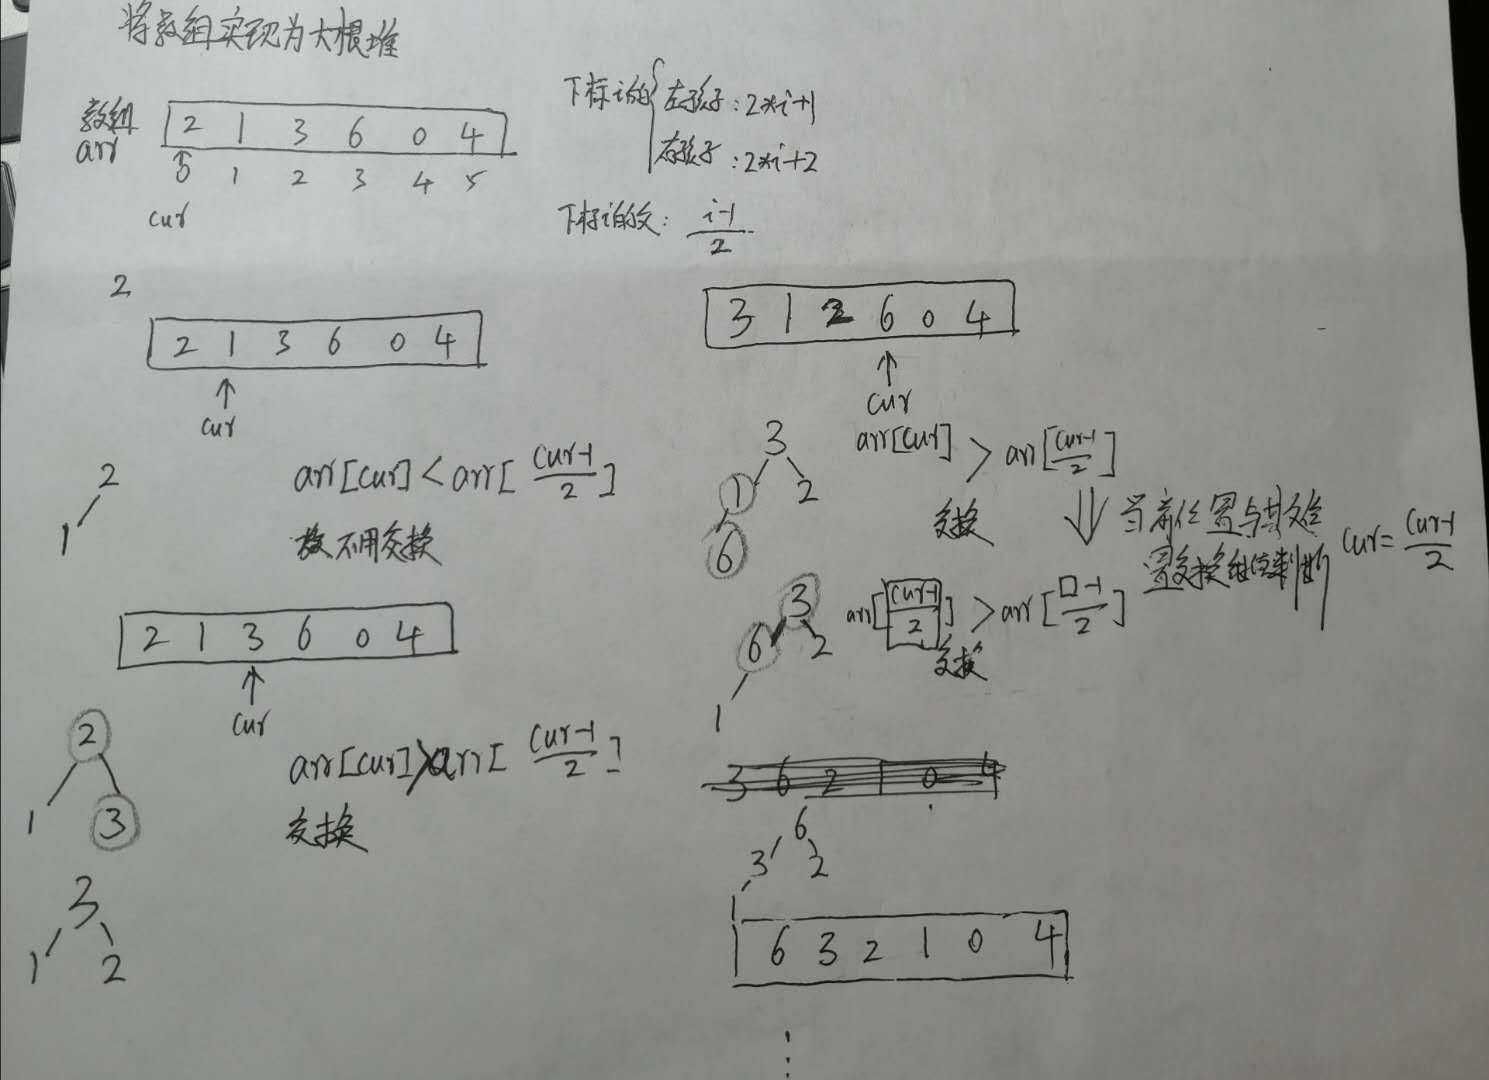 将数组实现为大根堆
数组
arr
2 1 3 6 0 4
0 1 2 3 4 5
cur
下标i的
左孩子:2*i+1
右孩子:2*i+2
下标i的父: i-1
2
2
2 1 3 6 0 4
cur
2
1
arr[cur]<arr[ cur-1
2 ]
故不用交换
2 1 3 6 0 4
cur
2
1 3
arr[cur]>arr[ cur-1
2 ]
交换
3
1 2
3 1 2 6 0 4
cur
3
1 2
6
arr[cur] > arr[cur-1
2 ]
交换
当前位置与其父位
置交换继续判断
cur= cur-1
2
3
6 2
1
arr[cur-1
2 ] > arr[□-1
2 ]
交换
3 6 2 1 0 4
6
3 2
1
6 3 2 1 0 4